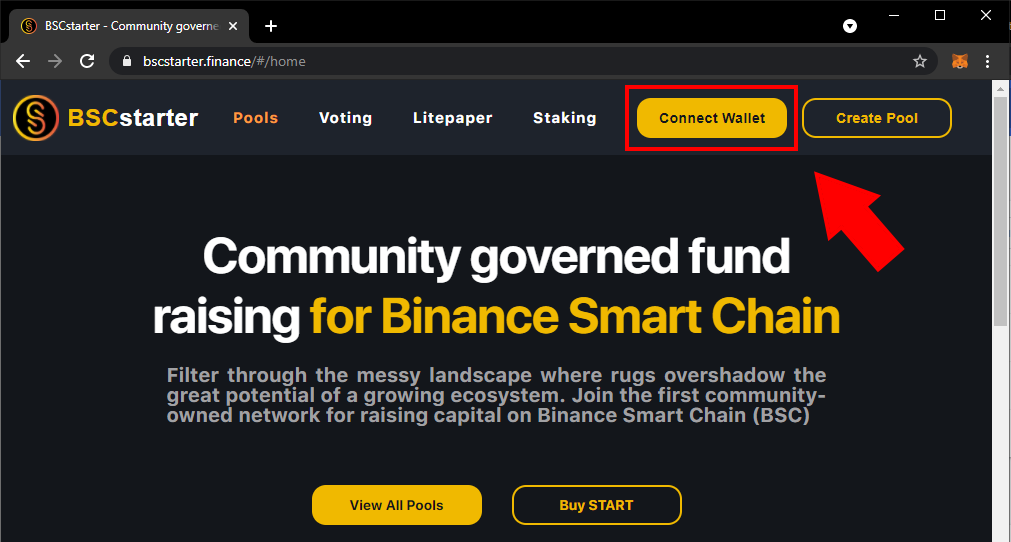 BSCstarter - Community governe
bscstarter.finance/#/home
BSCstarter Pools Voting Litepaper Staking Connect Wallet Create Pool
Community governed fund
raising for Binance Smart Chain
Filter through the messy landscape where rugs overshadow the
great potential of a growing ecosystem. Join the first community-
owned network for raising capital on Binance Smart Chain (BSC)
View All Pools Buy START